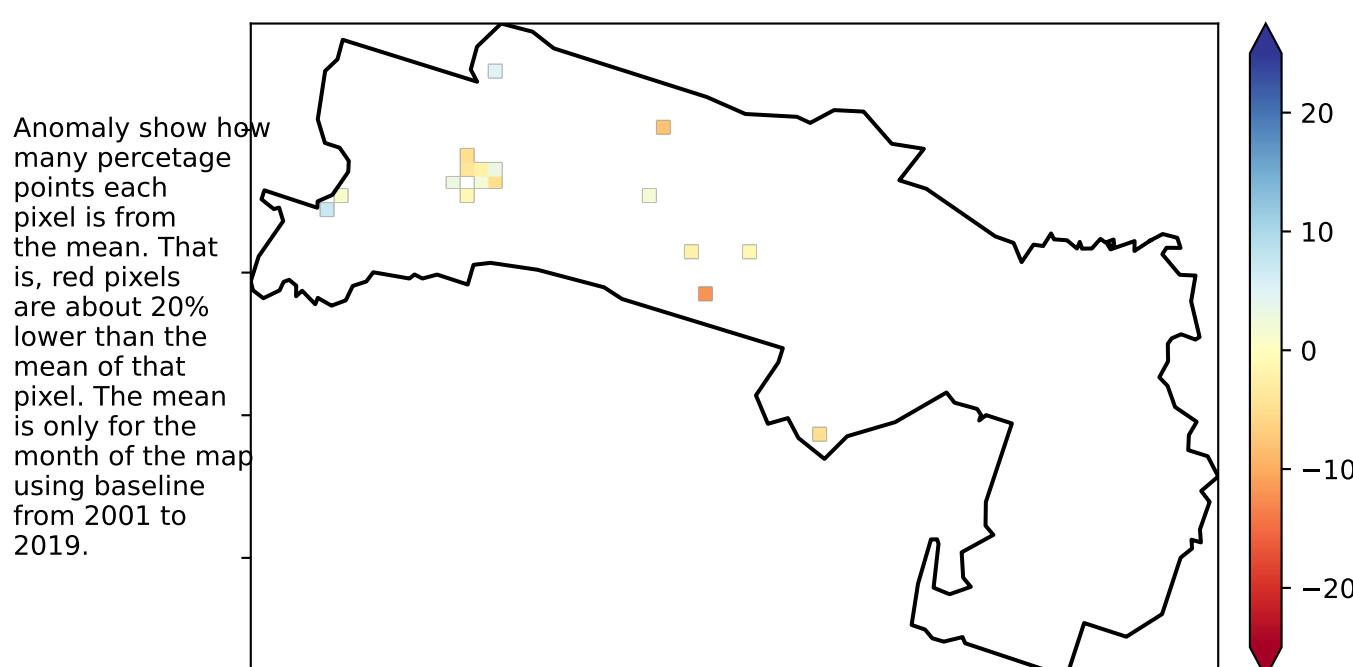 Anomaly show how
many percetage
points each
pixel is from
the mean. That
is, red pixels
are about 20%
lower than the
mean of that
pixel. The mean
is only for the
month of the map
using baseline
from 2001 to
2019.
20
10
0
−10
−20